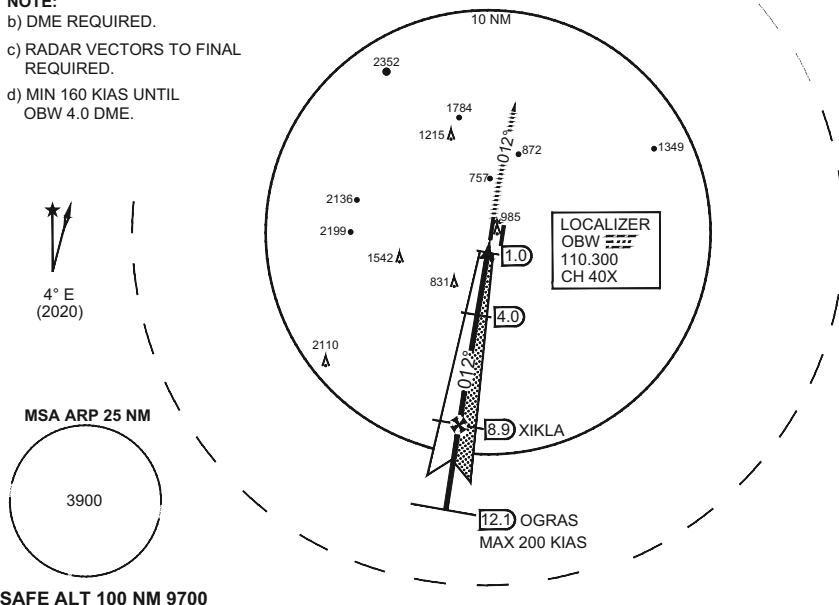 NOTE:
b) DME REQUIRED.
c) RADAR VECTORS TO FINAL
REQUIRED.
d) MIN 160 KIAS UNTIL
OBW 4.0 DME.
10 NM
2352
1784
1215
872
1349
012°
757
2136
985
2199
1542
831
LOCALIZER
OBW
110.300
CH 40X
1.0
4.0
4° E
(2020)
2110
012°
MSA ARP 25 NM
3900
8.9 XIKLA
12.1 OGRAS
MAX 200 KIAS
SAFE ALT 100 NM 9700